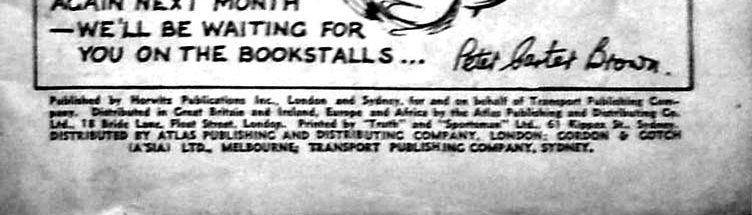 AGAIN NEXT MONTH
—WE'LL BE WAITING FOR
YOU ON THE BOOKSTALLS...
Peter Carter Brown.
Published by Horwitz Publications Inc., London and Sydney, for and on behalf of Transport Publishing Com-
pany. Distributed in Great Britain and Ireland, Europe and Africa by the Atlas Publishing and Distributing Co.
Ltd., 18 Bride Lane, Fleet Street, London. Printed by "Truth" and "Sportsman" Ltd., 61 Kippax St., Sydney.
DISTRIBUTED BY ATLAS PUBLISHING AND DISTRIBUTING COMPANY, LONDON; GORDON & GOTCH
(A'SIA) LTD., MELBOURNE; TRANSPORT PUBLISHING COMPANY, SYDNEY.